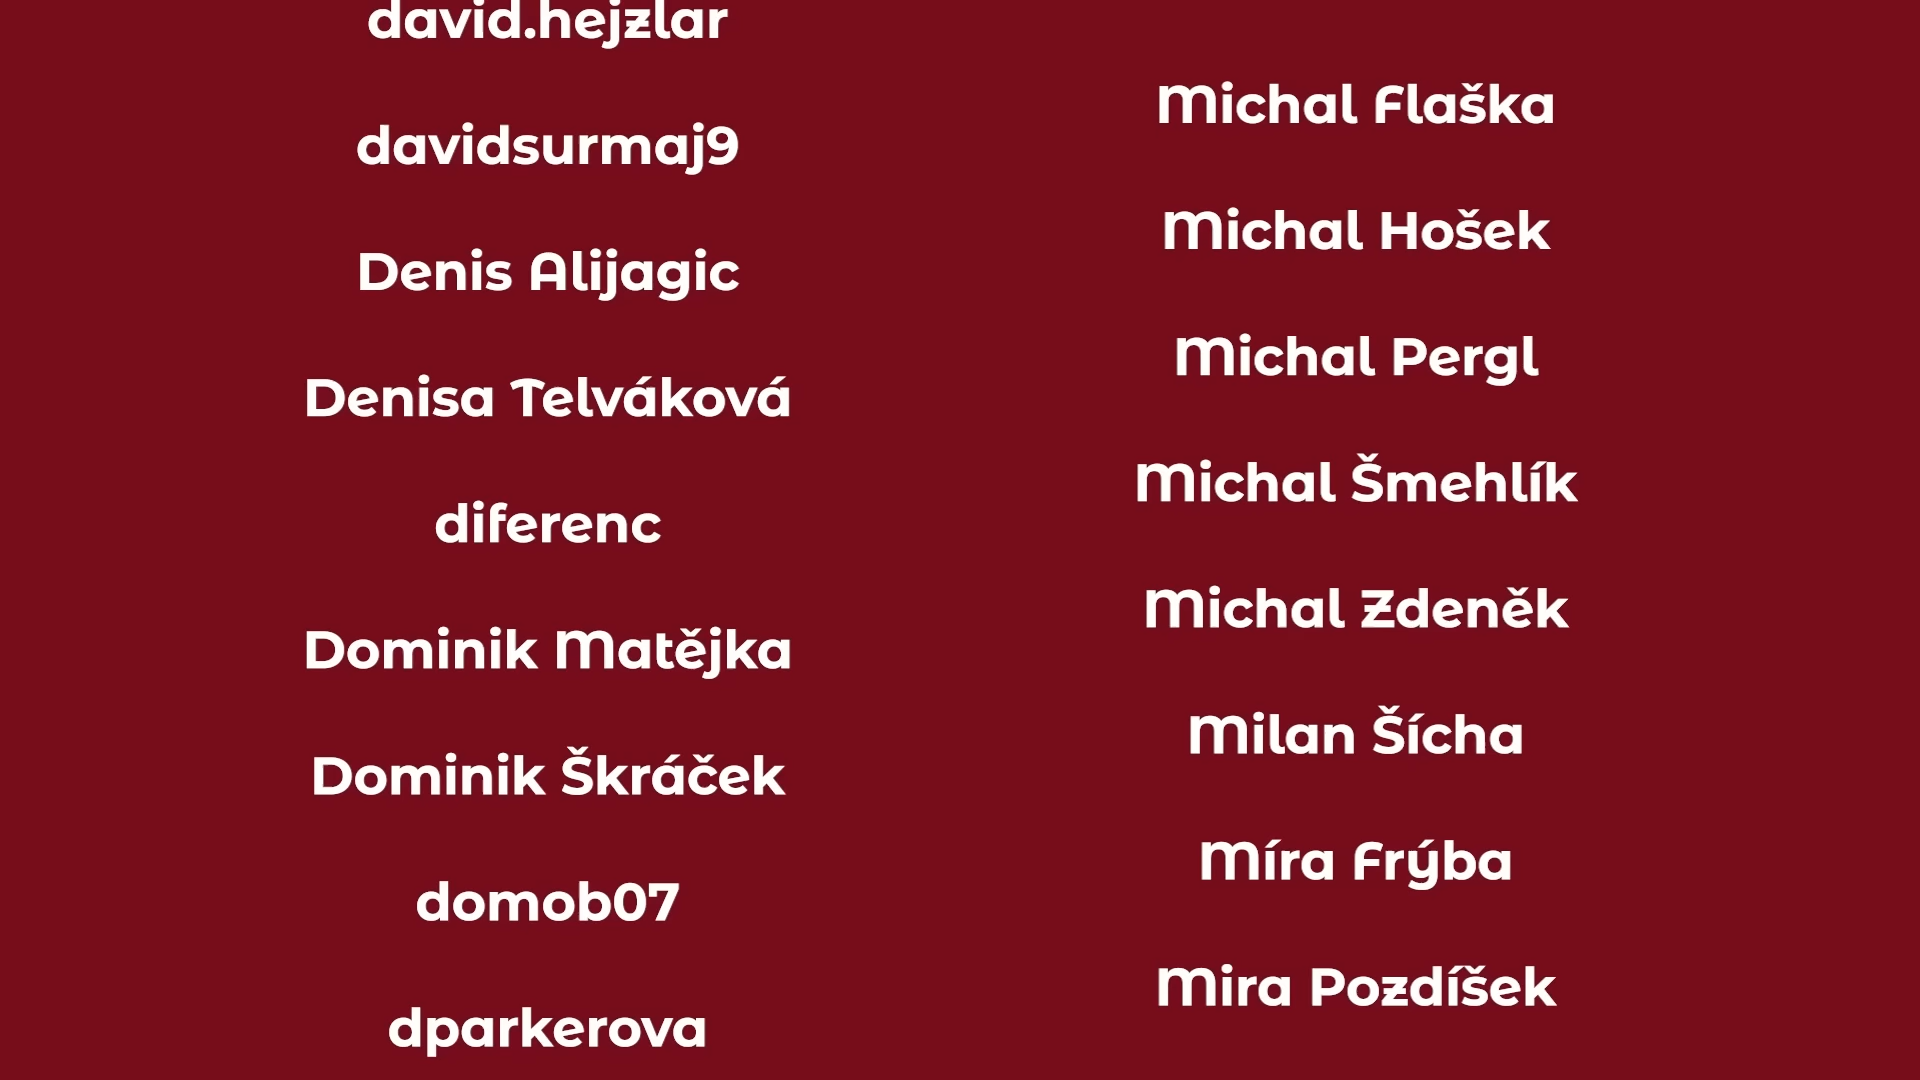 david.hejzlar
davidsurmaj9
Denis Alijagic
Denisa Telváková
diferenc
Dominik Matějka
Dominik Škráček
domob07
dparkerova
Michal Flaška
Michal Hošek
Michal Pergl
Michal Šmehlík
Michal Zdeněk
Milan Šícha
Míra Frýba
Mira Pozdíšek